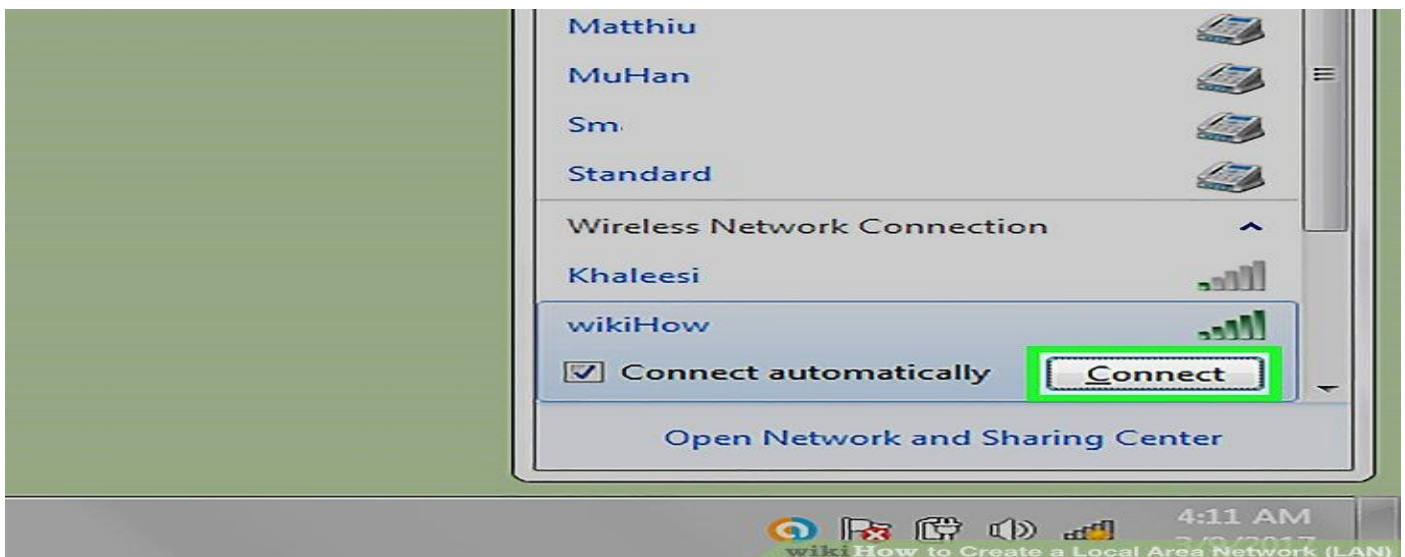 Matthiu
MuHan
Sm
Standard
Wireless Network Connection
Khaleesi
wikiHow
Connect automatically
Connect
Open Network and Sharing Center
4:11 AM
wikiHow to Create a Local Area Network (LAN)